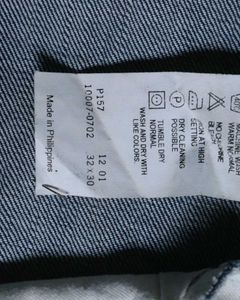 WARM NORMAL
BLEACH
AT HIGH
SETTING
DRY CLEANING
POSSIBLE
TUMBLE DRY
NORMAL
WASH AND DRY WITH
LIKE COLORS
P157 12 01
10007-0702 32 X 30
Made in Philippines